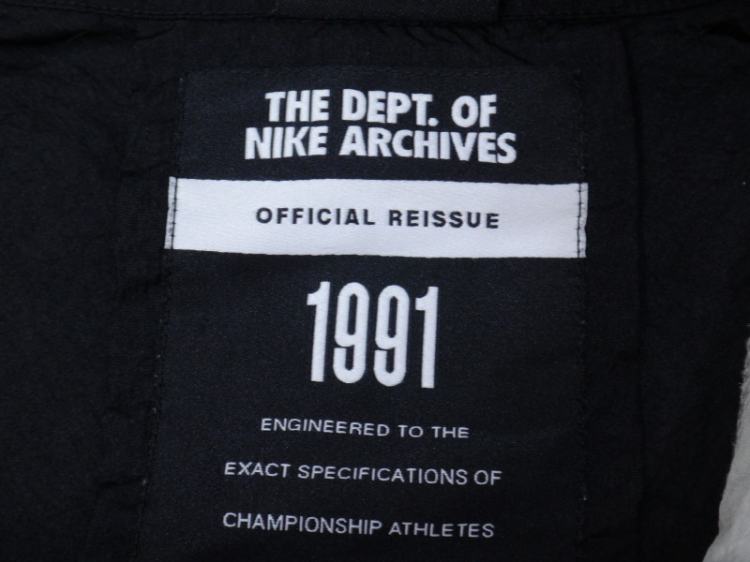 THE DEPT. OF
NIKE ARCHIVES
OFFICIAL REISSUE
1991
ENGINEERED TO THE
EXACT SPECIFICATIONS OF
CHAMPIONSHIP ATHLETES